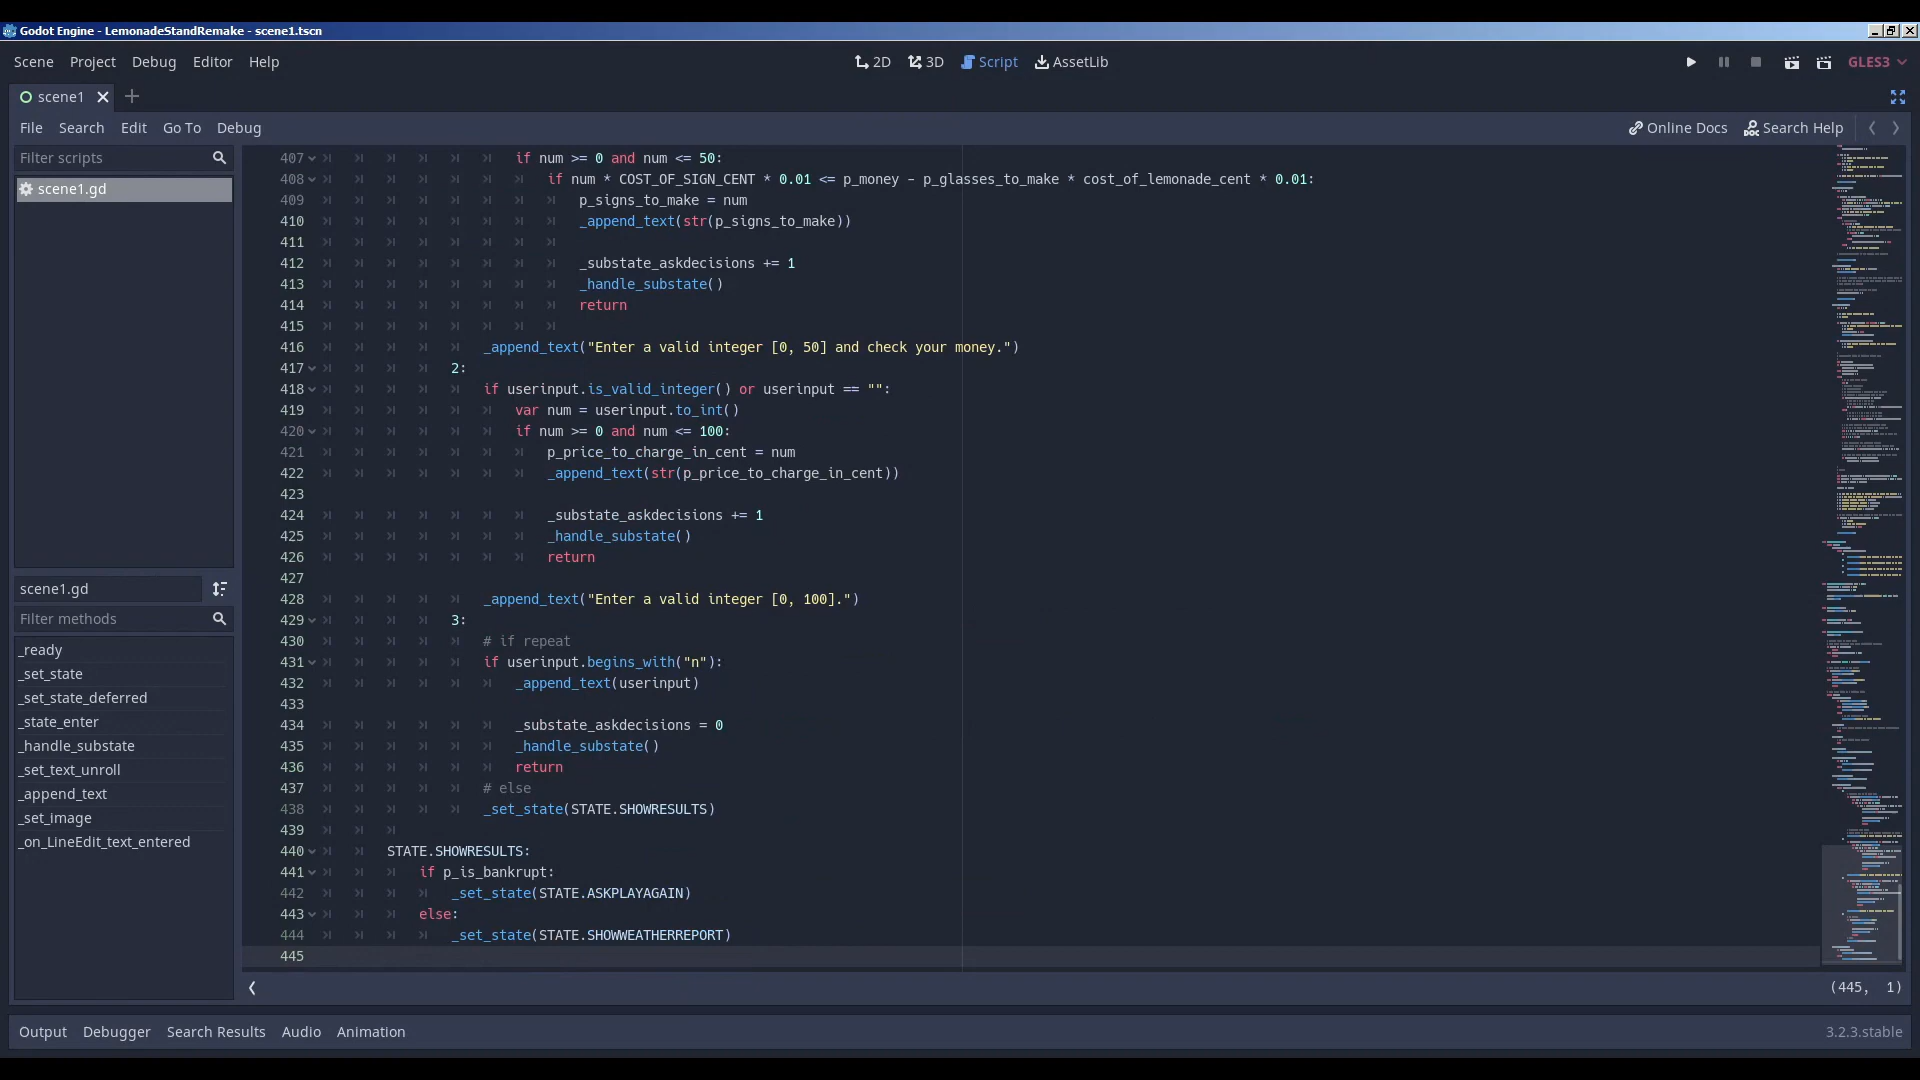 Godot Engine - LemonadeStandRemake - scene1.tscn
Scene Project Debug Editor Help 2D 3D Script AssetLib GLES3
scene1
File Search Edit Go To Debug Online Docs Search Help
Filter scripts
scene1.gd
scene1.gd
Filter methods
_ready
_set_state
_set_state_deferred
_state_enter
_handle_substate
_set_text_unroll
_append_text
_set_image
_on_LineEdit_text_entered
407 if num >= 0 and num <= 50:
408 if num * COST_OF_SIGN_CENT * 0.01 <= p_money - p_glasses_to_make * cost_of_lemonade_cent * 0.01:
409 p_signs_to_make = num
410 _append_text(str(p_signs_to_make))
411
412 _substate_askdecisions += 1
413 _handle_substate()
414 return
415
416 _append_text("Enter a valid integer [0, 50] and check your money.")
417 2:
418 if userinput.is_valid_integer() or userinput == "":
419 var num = userinput.to_int()
420 if num >= 0 and num <= 100:
421 p_price_to_charge_in_cent = num
422 _append_text(str(p_price_to_charge_in_cent))
423
424 _substate_askdecisions += 1
425 _handle_substate()
426 return
427
428 _append_text("Enter a valid integer [0, 100].")
429 3:
430 # if repeat
431 if userinput.begins_with("n"):
432 _append_text(userinput)
433
434 _substate_askdecisions = 0
435 _handle_substate()
436 return
437 # else
438 _set_state(STATE.SHOWRESULTS)
439
440 STATE.SHOWRESULTS:
441 if p_is_bankrupt:
442 _set_state(STATE.ASKPLAYAGAIN)
443 else:
444 _set_state(STATE.SHOWWEATHERREPORT)
445
(445, 1)
Output Debugger Search Results Audio Animation 3.2.3.stable